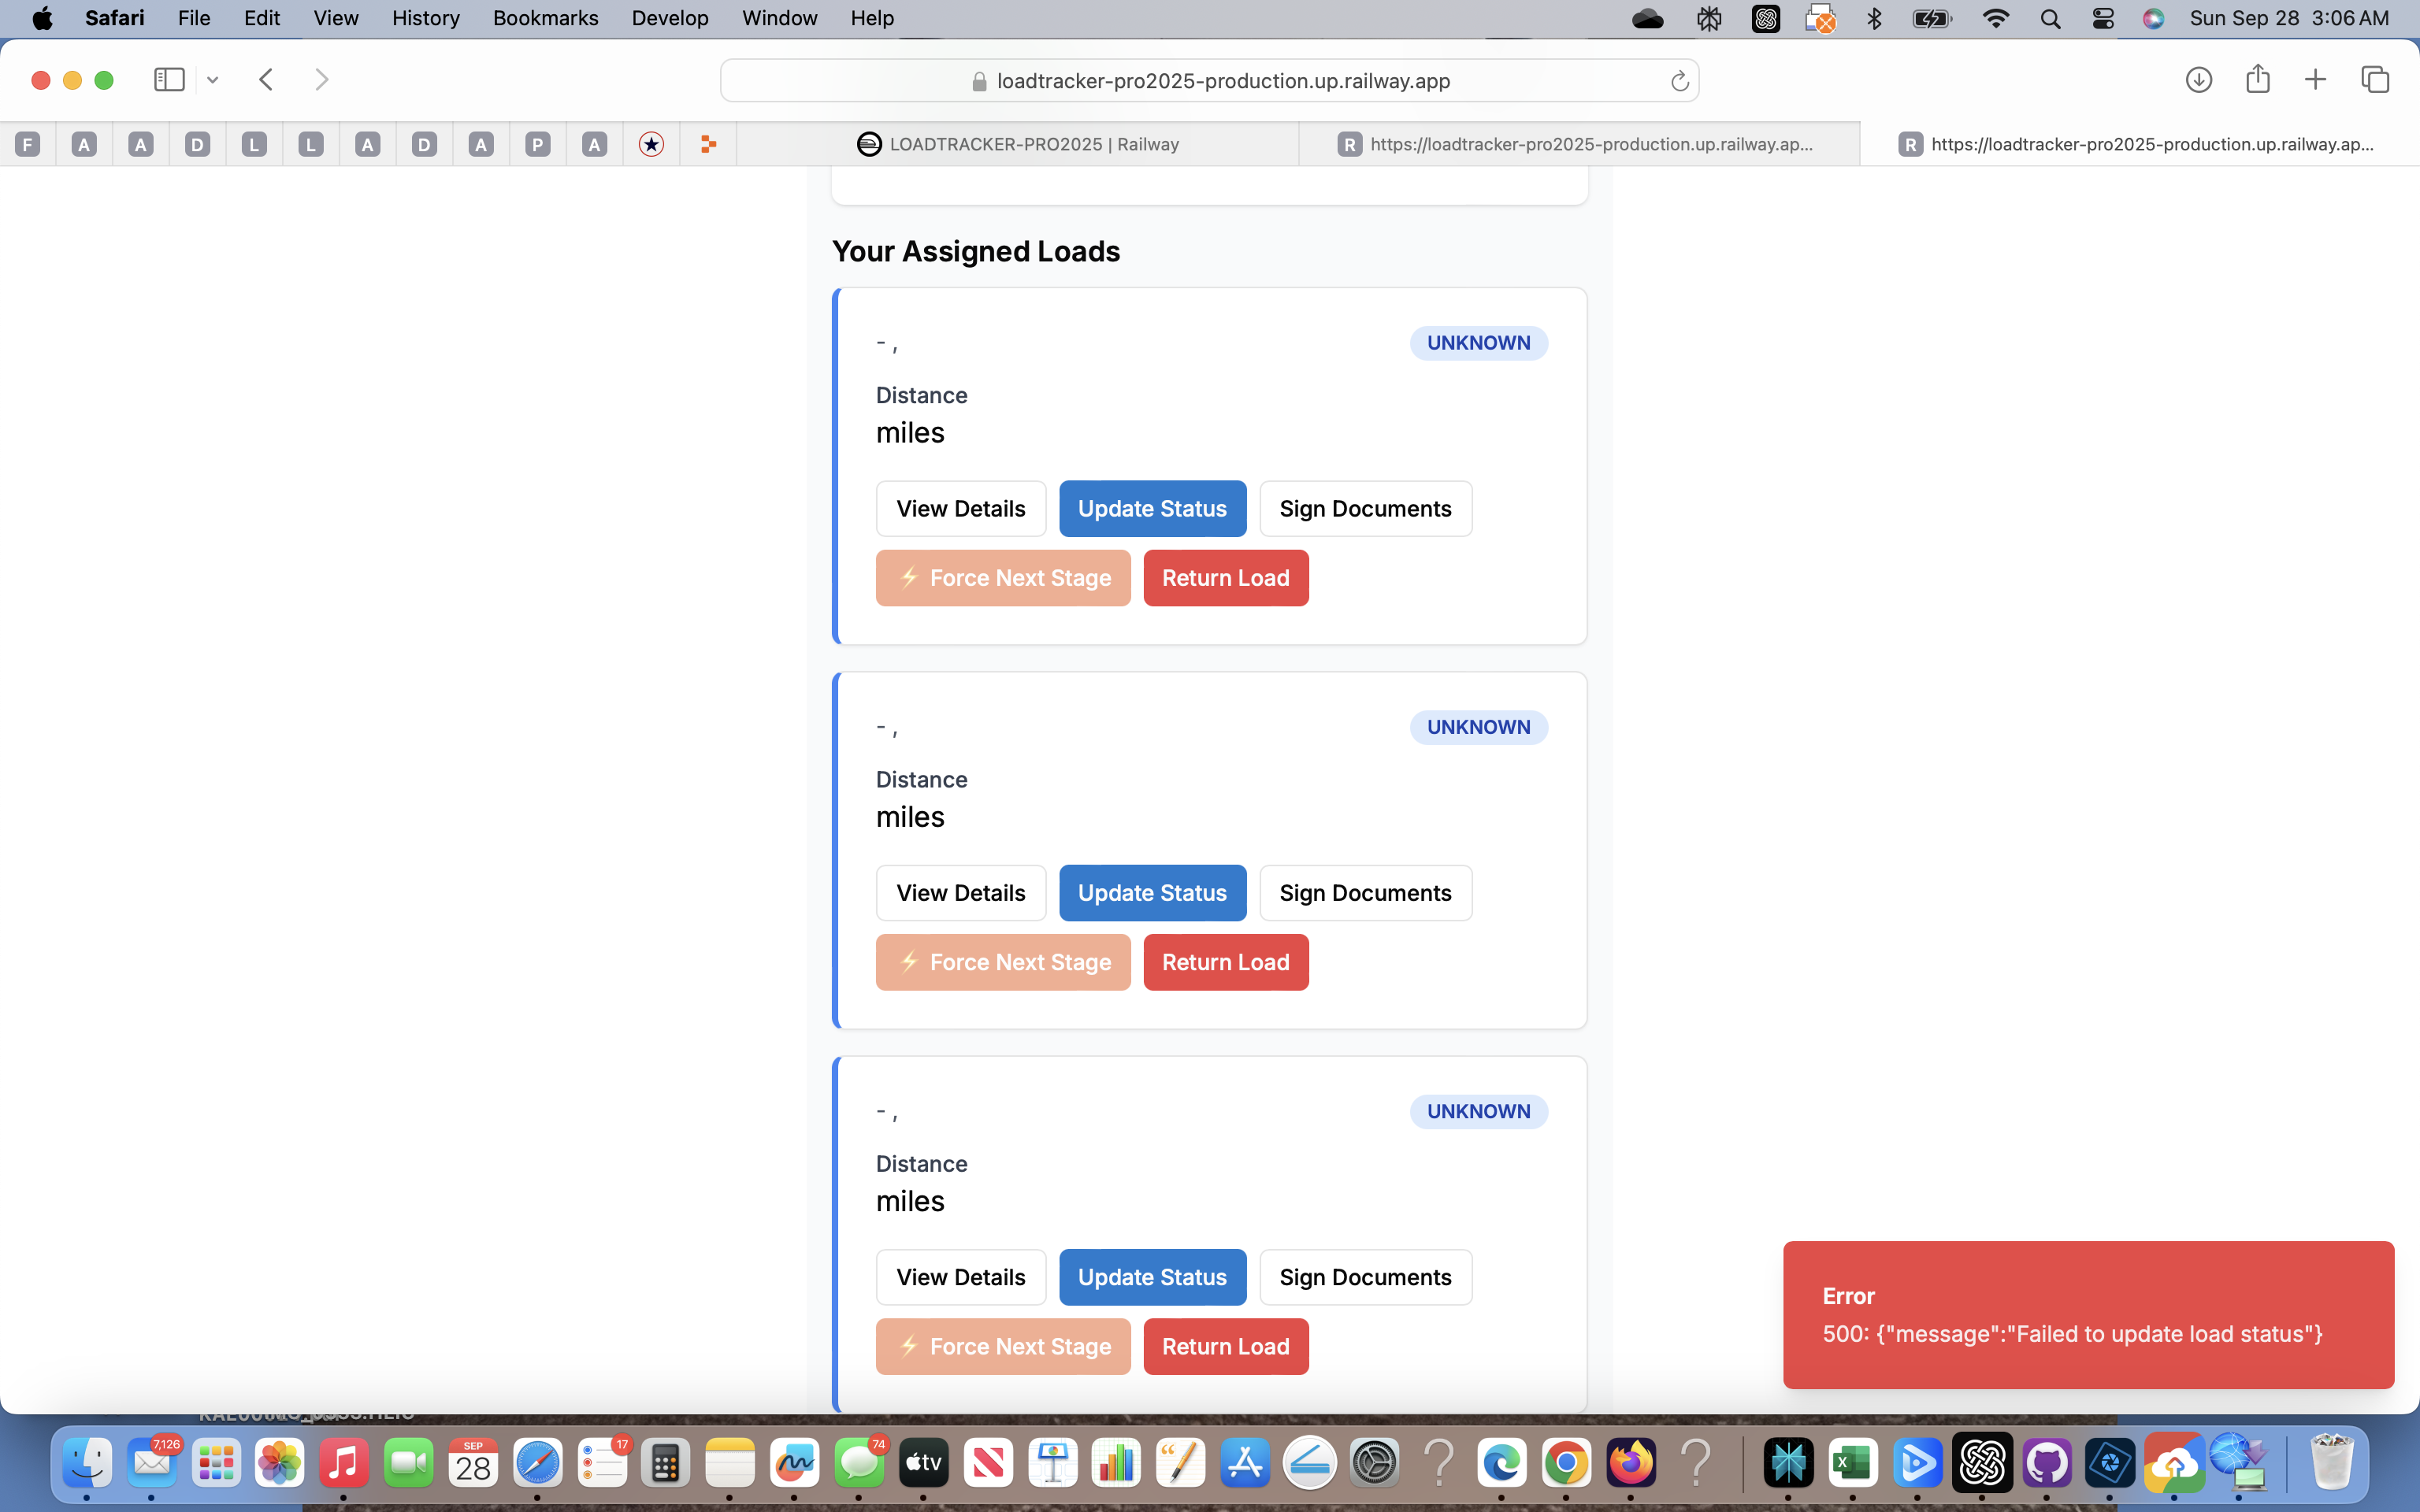 Safari File Edit View History Bookmarks Develop Window Help Sun Sep 28 3:06 AM
loadtracker-pro2025-production.up.railway.app
F A A D L L A D A P A LOADTRACKER-PRO2025 | Railway R https://loadtracker-pro2025-production.up.railway.ap... R https://loadtracker-pro2025-production.up.railway.ap...
Your Assigned Loads
- , UNKNOWN
Distance
miles
View Details Update Status Sign Documents
⚡ Force Next Stage Return Load
- , UNKNOWN
Distance
miles
View Details Update Status Sign Documents
⚡ Force Next Stage Return Load
- , UNKNOWN
Distance
miles
View Details Update Status Sign Documents
⚡ Force Next Stage Return Load
Error
500: {"message":"Failed to update load status"}
7,126 SEP 28 17 74 tv X